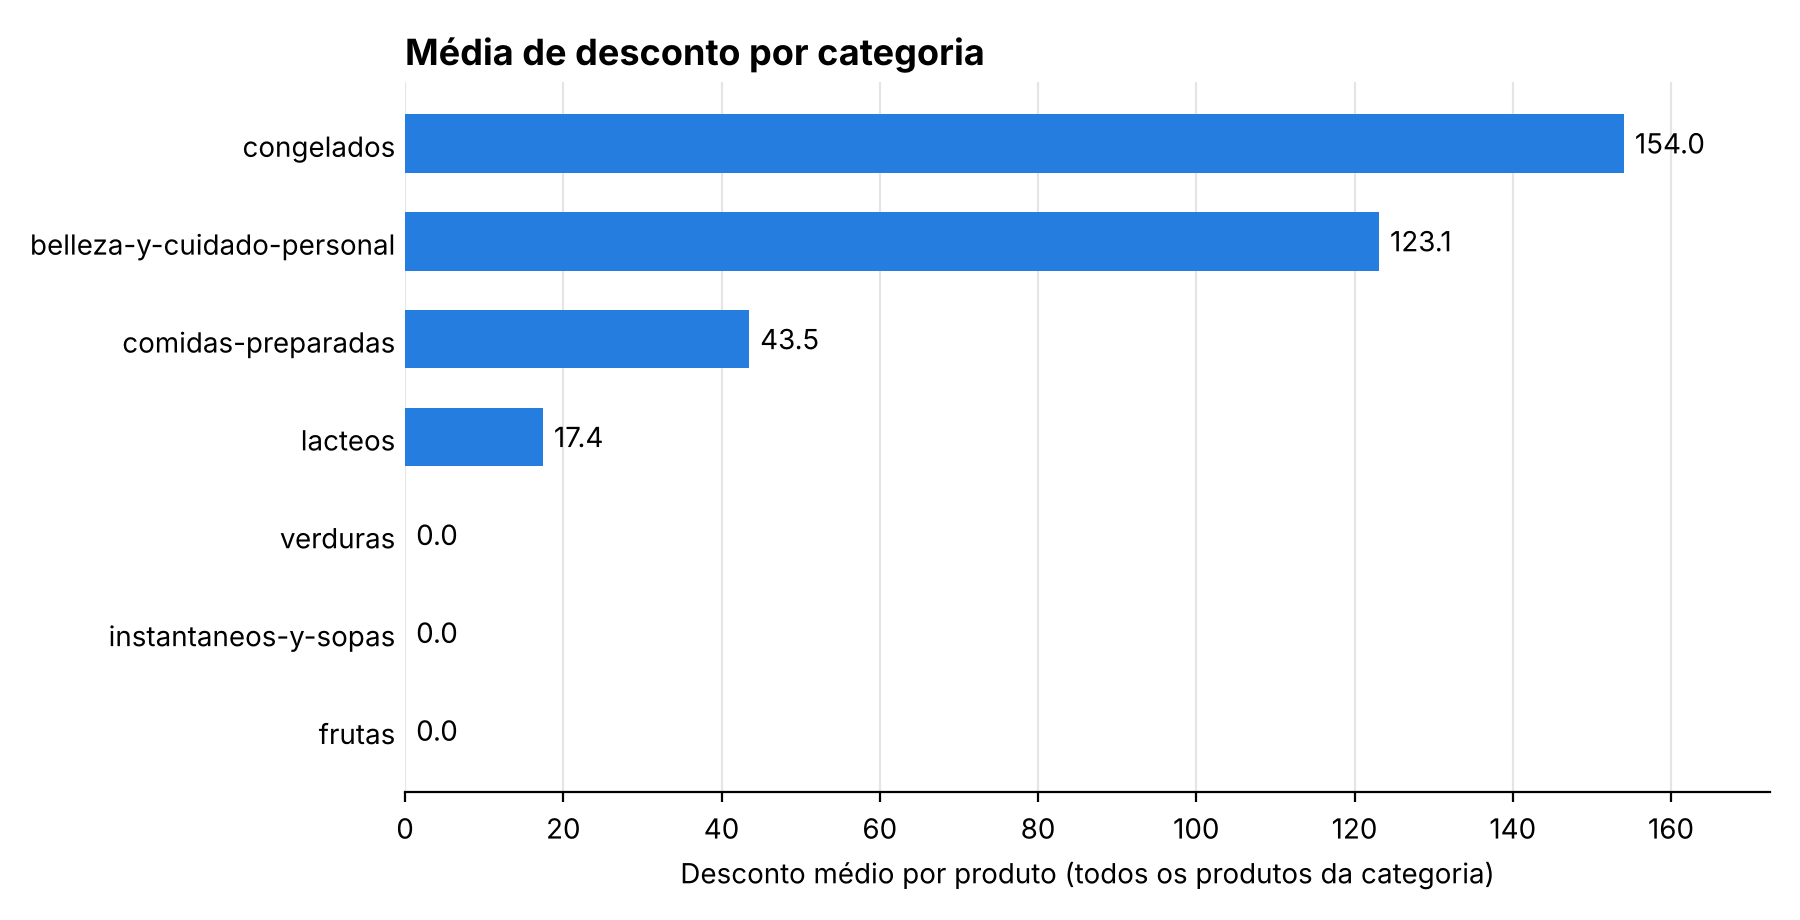 Média de desconto por categoria
congelados 154.0
belleza-y-cuidado-personal 123.1
comidas-preparadas 43.5
lacteos 17.4
verduras 0.0
instantaneos-y-sopas 0.0
frutas 0.0
0 20 40 60 80 100 120 140 160
Desconto médio por produto (todos os produtos da categoria)